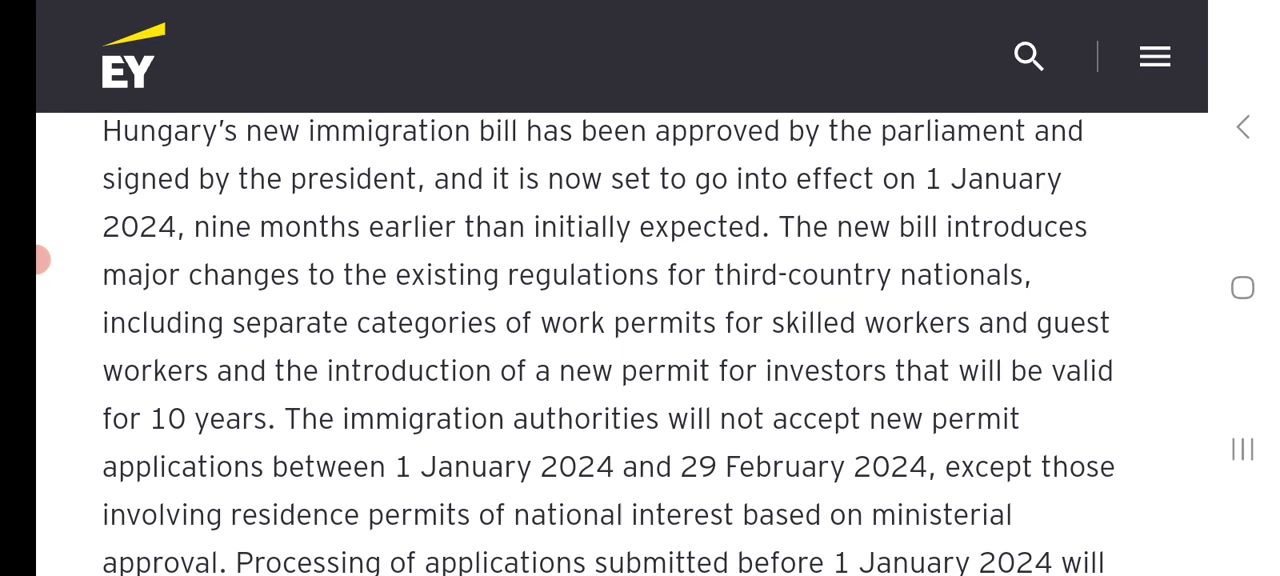 EY
Hungary’s new immigration bill has been approved by the parliament and
signed by the president, and it is now set to go into effect on 1 January
2024, nine months earlier than initially expected. The new bill introduces
major changes to the existing regulations for third-country nationals,
including separate categories of work permits for skilled workers and guest
workers and the introduction of a new permit for investors that will be valid
for 10 years. The immigration authorities will not accept new permit
applications between 1 January 2024 and 29 February 2024, except those
involving residence permits of national interest based on ministerial
approval. Processing of applications submitted before 1 January 2024 will